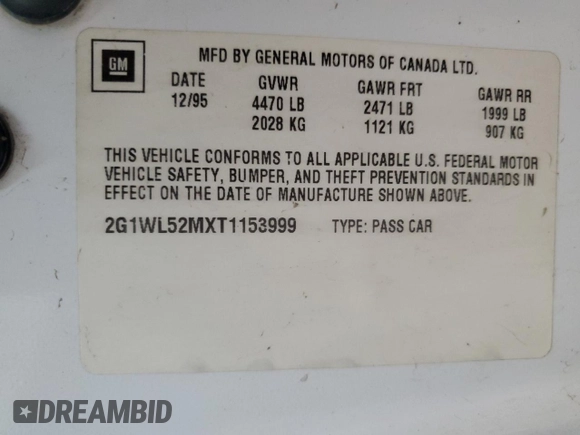 GM
MFD BY GENERAL MOTORS OF CANADA LTD.
DATE GVWR GAWR FRT GAWR RR
12/95 4470 LB 2471 LB 1999 LB
2028 KG 1121 KG 907 KG
THIS VEHICLE CONFORMS TO ALL APPLICABLE U.S. FEDERAL MOTOR
VEHICLE SAFETY, BUMPER, AND THEFT PREVENTION STANDARDS IN
EFFECT ON THE DATE OF MANUFACTURE SHOWN ABOVE.
2G1WL52MXT1153999 TYPE: PASS CAR
DREAMBID